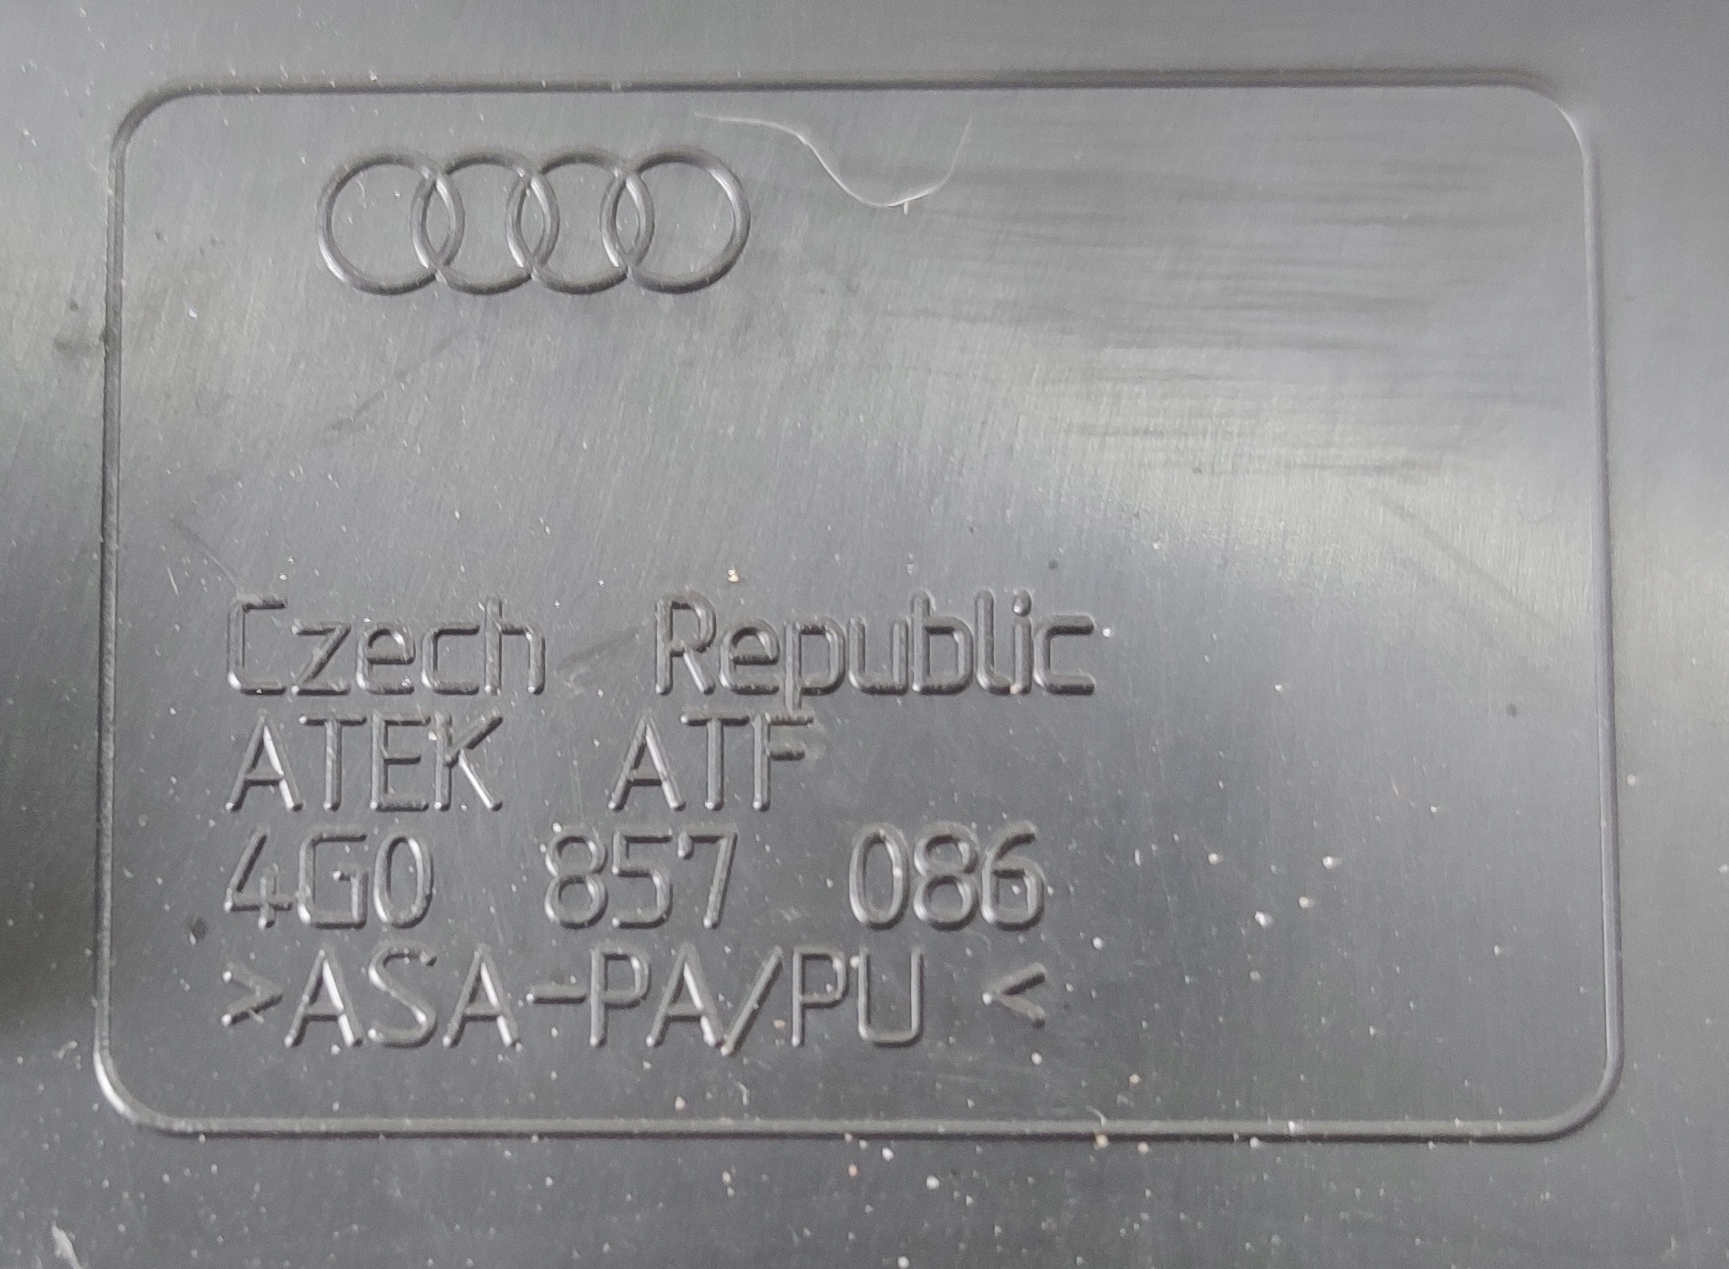 Czech Republic
ATEK ATF
4G0 857 086
>ASA-PA/PU <